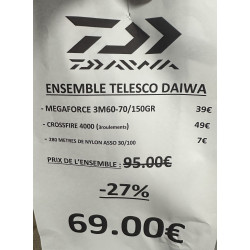 DAIWA
ENSEMBLE TELESCO DAIWA
- MEGAFORCE 3M60-70/150GR 39€
- CROSSFIRE 4000 (3roulements) 49€
- 280 METRES DE NYLON ASSO 30/100 7€
PRIX DE L'ENSEMBLE : 95.00€
-27%
69.00€